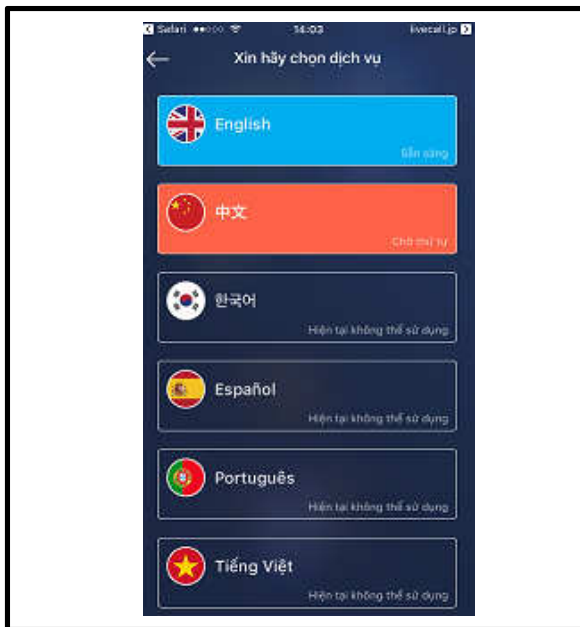 Safari 14:03 livecall.jp
Xin hãy chọn dịch vụ
English
Sẵn sàng
中文
Chờ thứ tự
한국어
Hiện tại không thể sử dụng
Español
Hiện tại không thể sử dụng
Português
Hiện tại không thể sử dụng
Tiếng Việt
Hiện tại không thể sử dụng